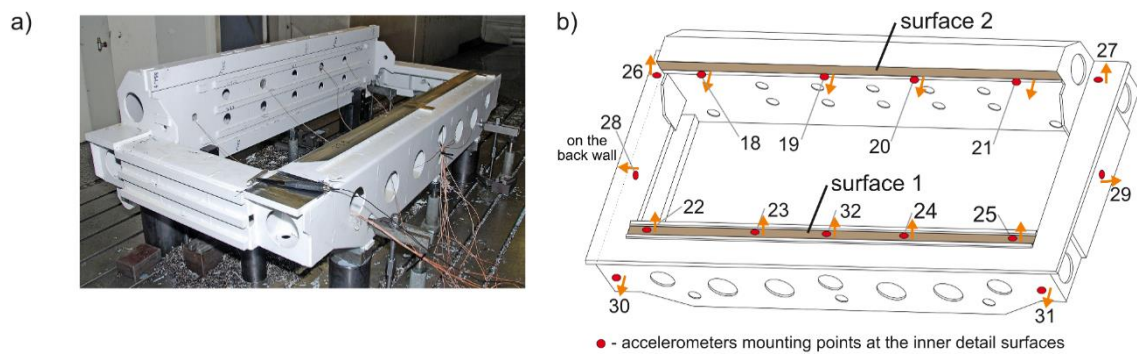 a)
b)
surface 2
27
26
28
on the
back wall
18
19
20
21
29
surface 1
22
23
32
24
25
30
31
- accelerometers mounting points at the inner detail surfaces